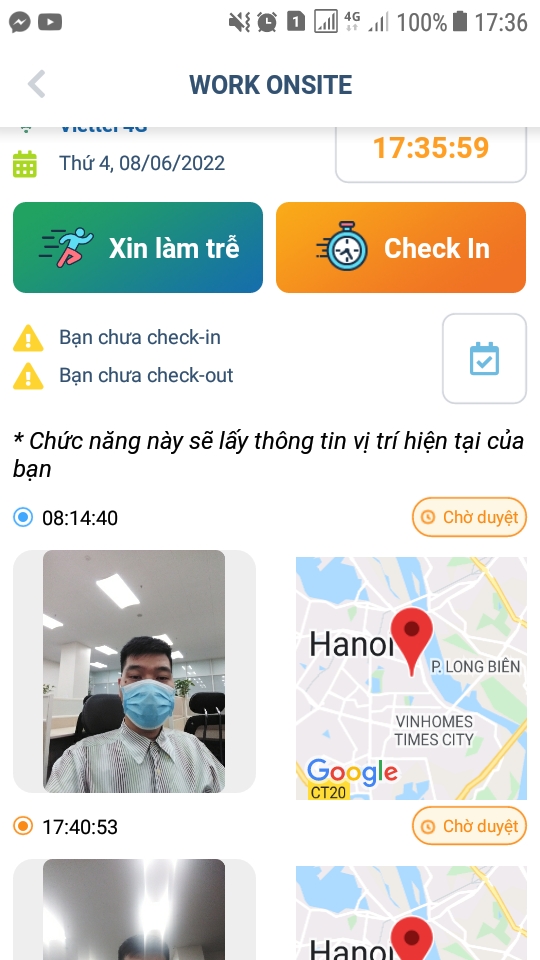 1
4G
100%
17:36
WORK ONSITE
Viettel 4G
Thứ 4, 08/06/2022
17:35:59
Xin làm trễ
Check In
Bạn chưa check-in
Bạn chưa check-out
* Chức năng này sẽ lấy thông tin vị trí hiện tại của
bạn
08:14:40
Chờ duyệt
Hanoi
P. LONG BIÊN
VINHOMES
TIMES CITY
Google
CT20
17:40:53
Chờ duyệt
Hanoi